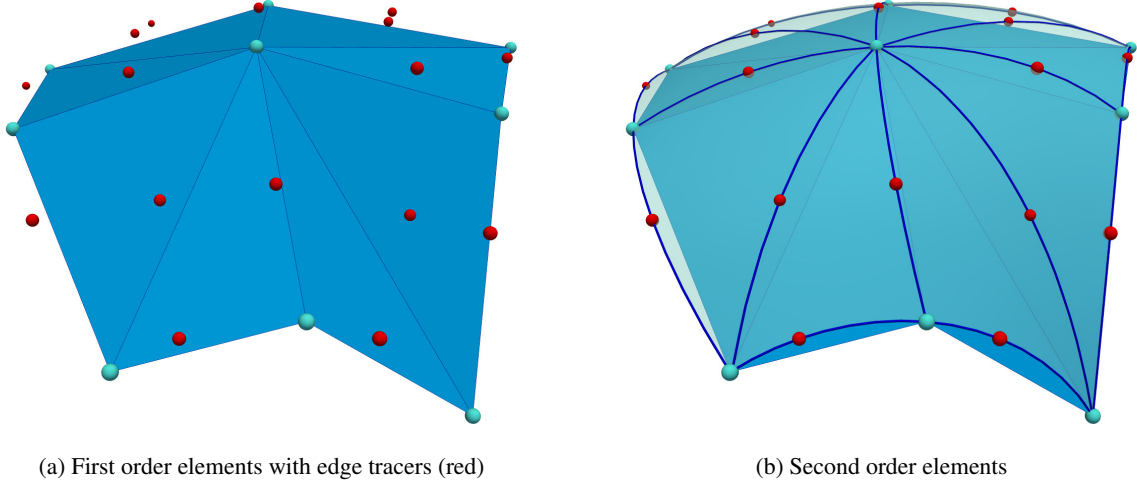 (a) First order elements with edge tracers (red)
(b) Second order elements